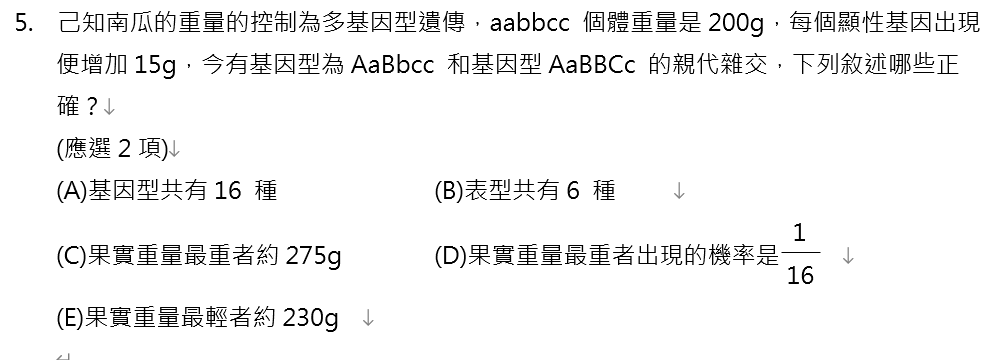 5. 己知南瓜的重量的控制為多基因型遺傳，aabbcc 個體重量是 200g，每個顯性基因出現
便增加 15g，今有基因型為 AaBbcc 和基因型 AaBBCc 的親代雜交，下列敘述哪些正
確？↓
(應選 2 項)↓
(A)基因型共有 16 種 (B)表型共有 6 種 ↓
(C)果實重量最重者約 275g (D)果實重量最重者出現的機率是 1/16 ↓
(E)果實重量最輕者約 230g ↓
↵